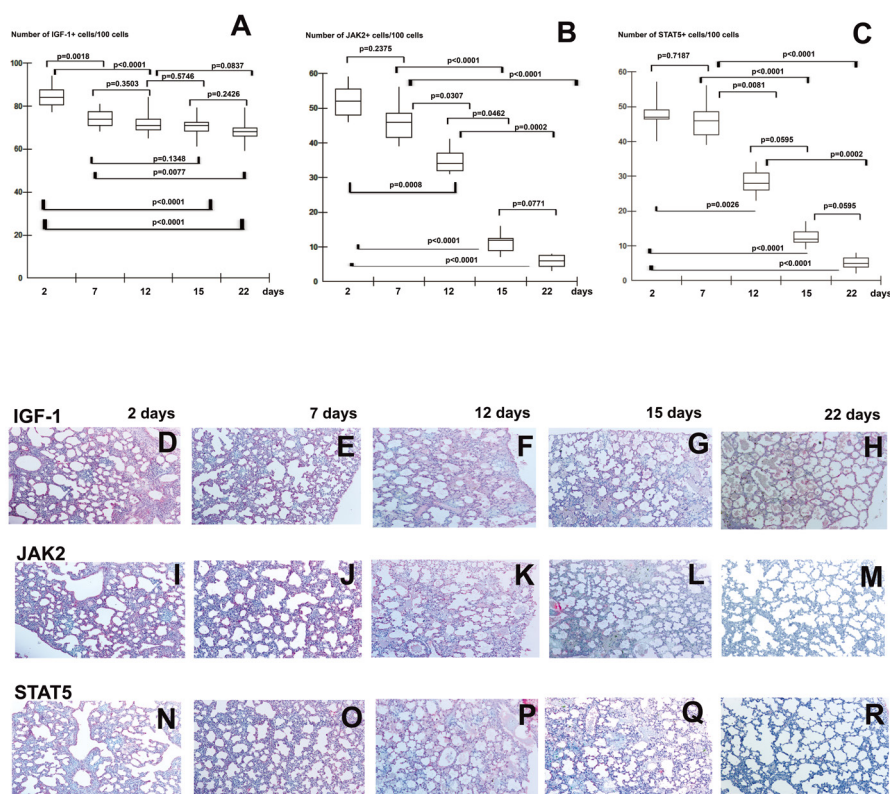 A
Number of IGF-1+ cells/100 cells
p=0.0018
p<0.0001
p=0.0837
p=0.3503
p=0.5746
p=0.2426
p=0.1348
p=0.0077
p<0.0001
p<0.0001
100
80
60
40
20
0
2 7 12 15 22 days
B
Number of JAK2+ cells/100 cells
p=0.2375
p<0.0001
p<0.0001
p=0.0307
p=0.0462
p=0.0002
p=0.0008
p=0.0771
p<0.0001
p<0.0001
60
50
40
30
20
10
0
2 7 12 15 22 days
C
Number of STAT5+ cells/100 cells
p=0.7187
p<0.0001
p<0.0001
p=0.0081
p=0.0595
p=0.0002
p=0.0026
p=0.0595
p<0.0001
p<0.0001
60
50
40
30
20
10
0
2 7 12 15 22 days
IGF-1 2 days 7 days 12 days 15 days 22 days
D E F G H
JAK2
I J K L M
STAT5
N O P Q R